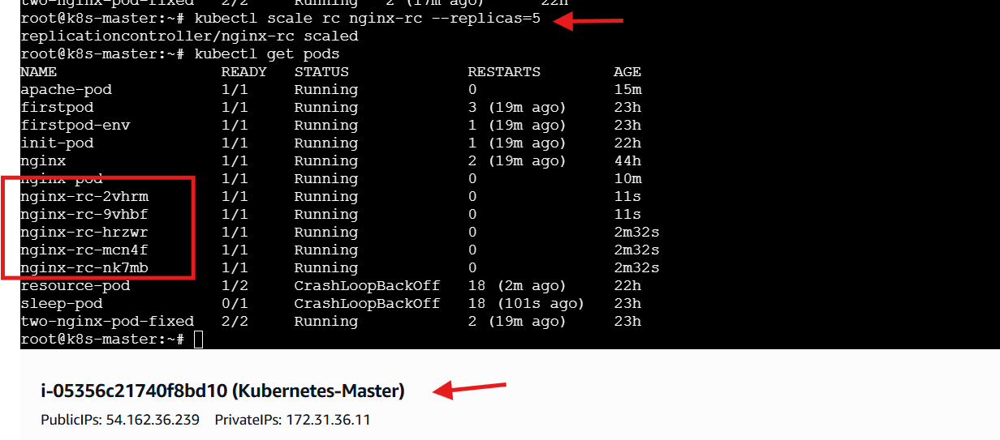 two-nginx-pod-fixed 2/2 Running 2 (17m ago) 22h
root@k8s-master:~# kubectl scale rc nginx-rc --replicas=5
replicationcontroller/nginx-rc scaled
root@k8s-master:~# kubectl get pods
NAME READY STATUS RESTARTS AGE
apache-pod 1/1 Running 0 15m
firstpod 1/1 Running 3 (19m ago) 23h
firstpod-env 1/1 Running 1 (19m ago) 23h
init-pod 1/1 Running 1 (19m ago) 22h
nginx 1/1 Running 2 (19m ago) 44h
nginx-pod 1/1 Running 0 10m
nginx-rc-2vhrm 1/1 Running 0 11s
nginx-rc-9vhbf 1/1 Running 0 11s
nginx-rc-hrzwr 1/1 Running 0 2m32s
nginx-rc-mcn4f 1/1 Running 0 2m32s
nginx-rc-nk7mb 1/1 Running 0 2m32s
resource-pod 1/2 CrashLoopBackOff 18 (2m ago) 22h
sleep-pod 0/1 CrashLoopBackOff 18 (101s ago) 23h
two-nginx-pod-fixed 2/2 Running 2 (19m ago) 23h
root@k8s-master:~#
i-05356c21740f8bd10 (Kubernetes-Master)
PublicIPs: 54.162.36.239 PrivateIPs: 172.31.36.11